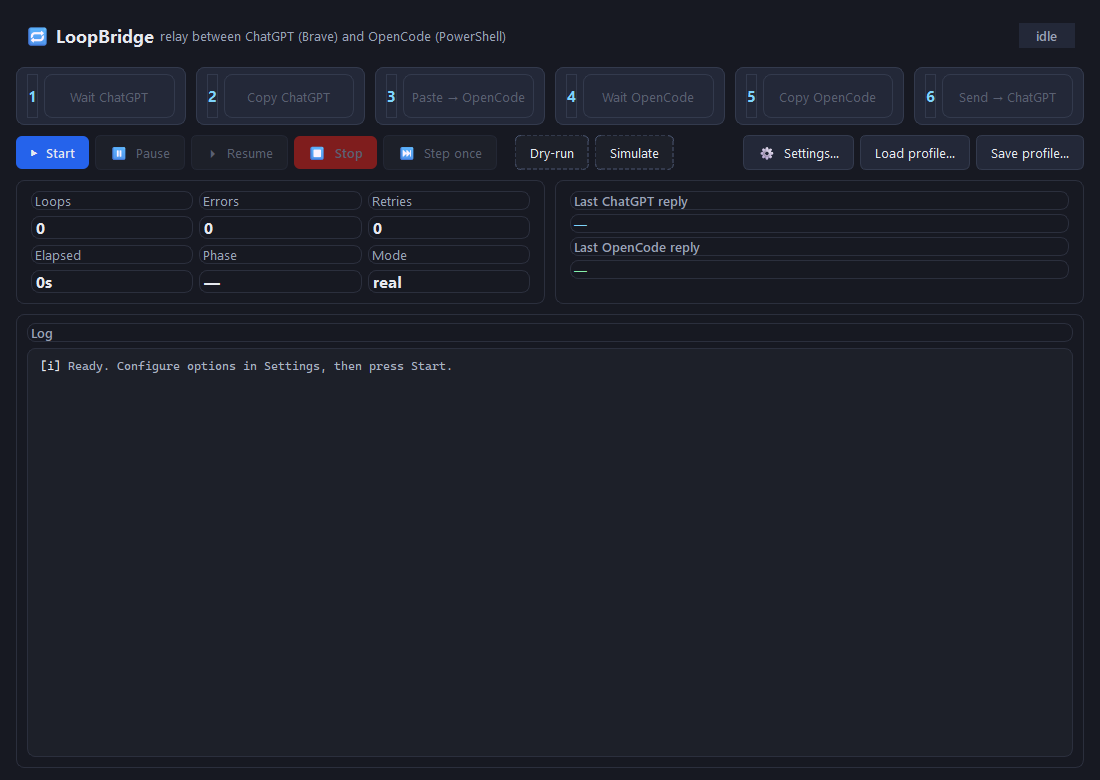 LoopBridge relay between ChatGPT (Brave) and OpenCode (PowerShell) idle
1 Wait ChatGPT 2 Copy ChatGPT 3 Paste → OpenCode 4 Wait OpenCode 5 Copy OpenCode 6 Send → ChatGPT
Start Pause Resume Stop Step once Dry-run Simulate Settings... Load profile... Save profile...
Loops Errors Retries
0 0 0
Elapsed Phase Mode
0s — real
Last ChatGPT reply
—
Last OpenCode reply
—
Log
[i] Ready. Configure options in Settings, then press Start.